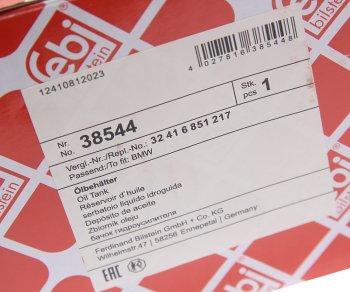 febi
bilstein
12410812023
4 027816 385448
Nr.
No. 38544
Stk.
pcs 1
Vergl.-Nr./Repl.-No.: 32 41 6 851 217
Passend./To fit: BMW
Ölbehälter
Oil Tank
Réservoir d'huile
serbatoio liquido idroguida
Depósito de aceite
Zbiornik oleju
бачок гидроусилителя
Ferdinand Bilstein GmbH + Co. KG
Wilhelmstr. 47 | 58256 Ennepetal | Germany
EAC
febi
bilstein